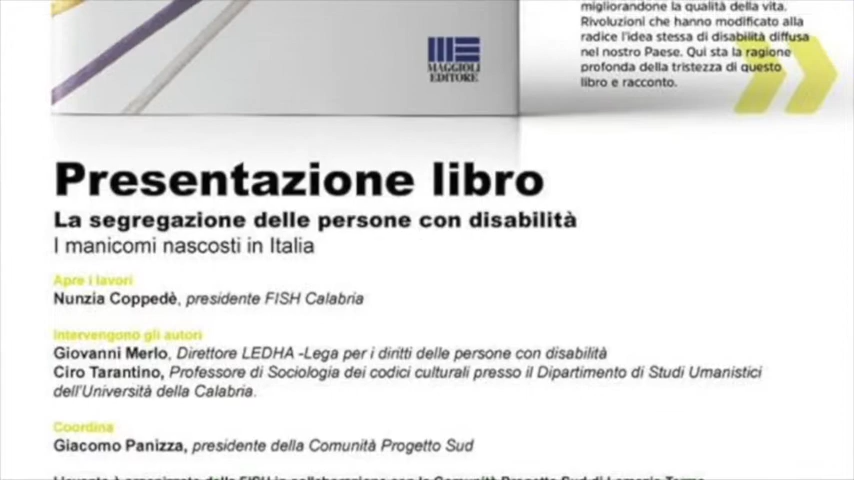 migliorandone la qualità della vita.
Rivoluzioni che hanno modificato alla
radice l'idea stessa di disabilità diffusa
nel nostro Paese. Qui sta la ragione
profonda della tristezza di questo
libro e racconto.
MAGGIOLI
EDITORE
Presentazione libro
La segregazione delle persone con disabilità
I manicomi nascosti in Italia
Apre i lavori
Nunzia Coppedè, presidente FISH Calabria
Intervengono gli autori
Giovanni Merlo, Direttore LEDHA -Lega per i diritti delle persone con disabilità
Ciro Tarantino, Professore di Sociologia dei codici culturali presso il Dipartimento di Studi Umanistici
dell'Università della Calabria.
Coordina
Giacomo Panizza, presidente della Comunità Progetto Sud